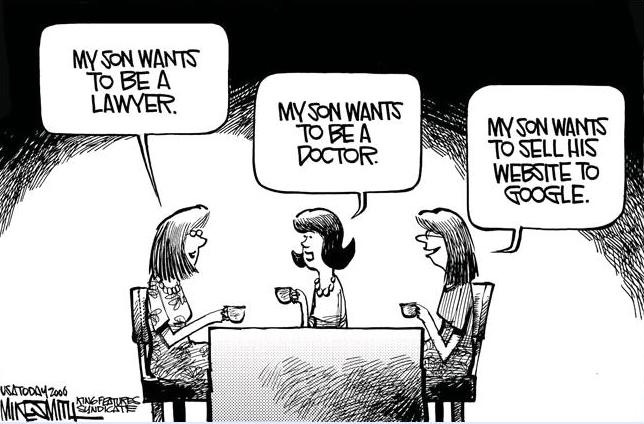 MY SON WANTS
TO BE A
LAWYER.
MY SON WANTS
TO BE A
DOCTOR.
MY SON WANTS
TO SELL HIS
WEBSITE TO
GOOGLE.
USA TODAY 2006
MIKE SMITH
KING FEATURES
SYNDICATE